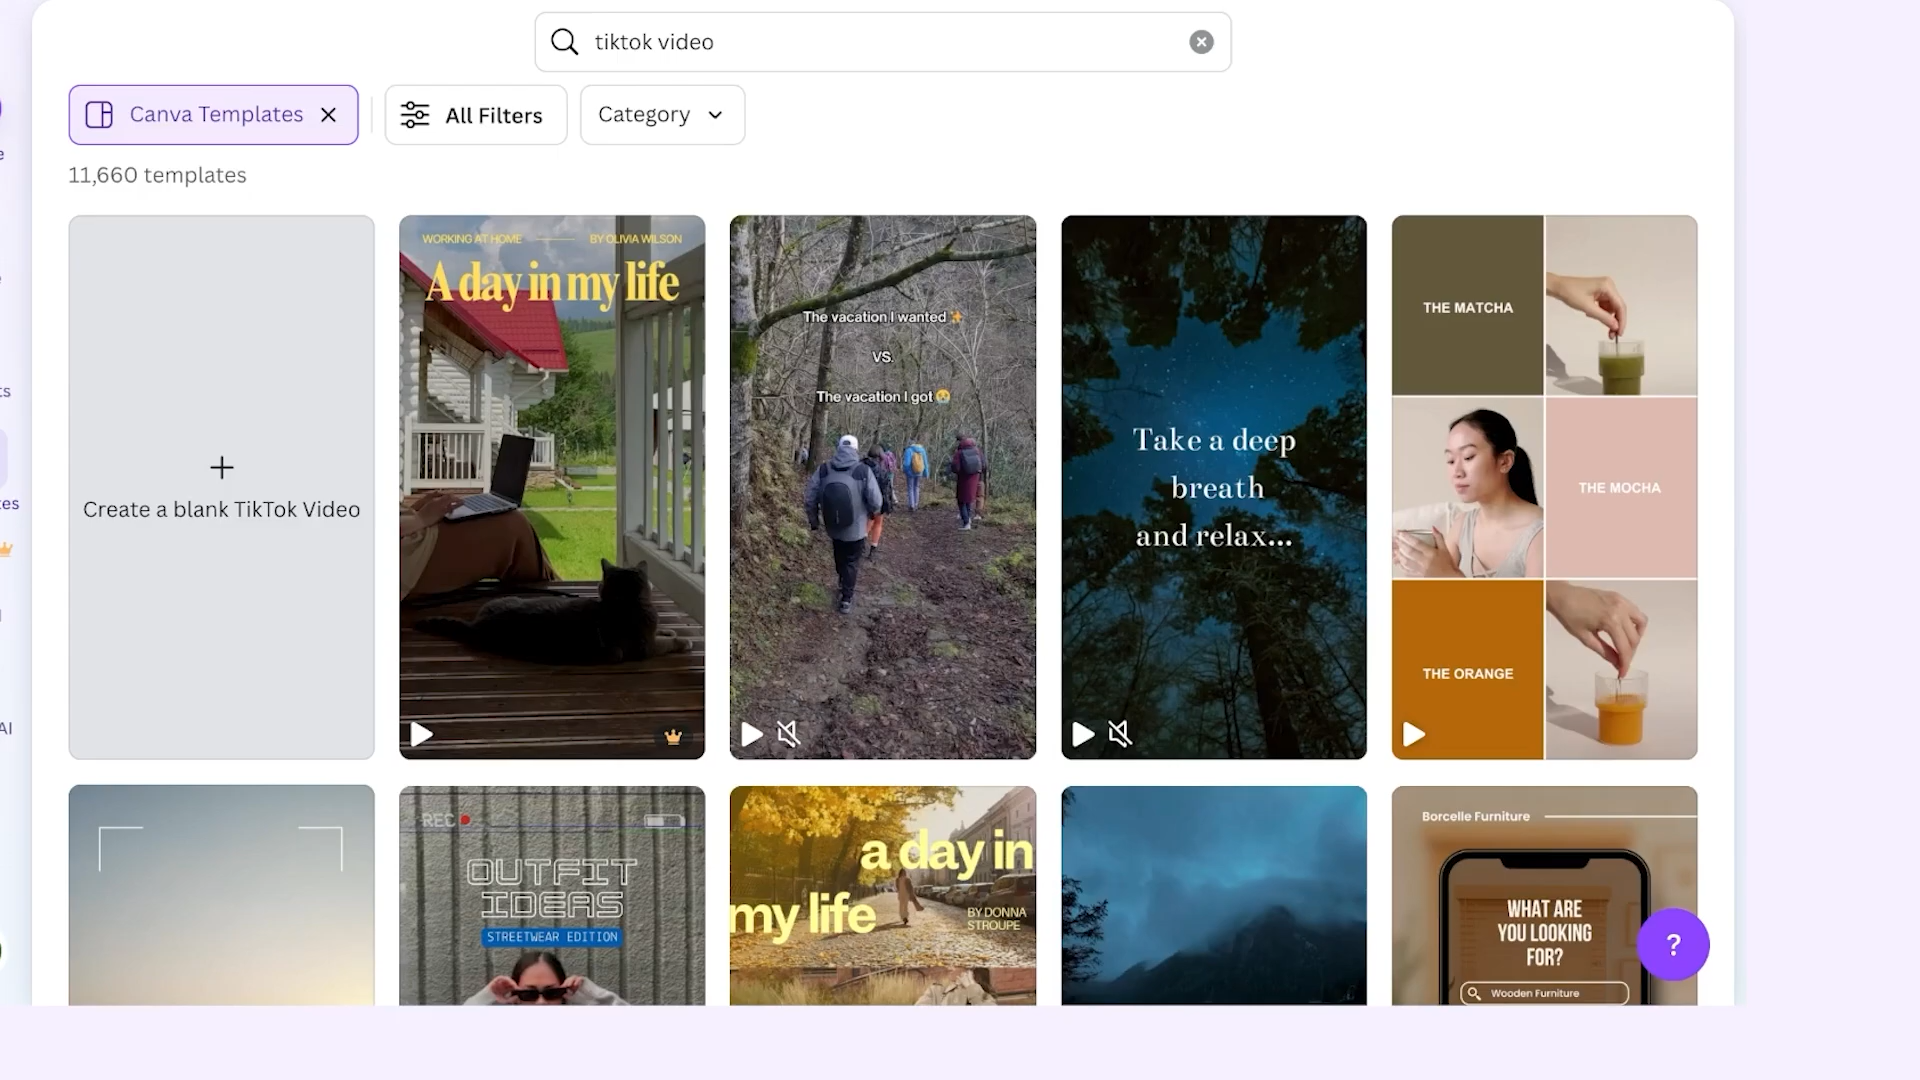 tiktok video
Canva Templates
All Filters
Category
11,660 templates
Create a blank TikTok Video
WORKING AT HOME
BY OLIVIA WILSON
A day in my life
The vacation I wanted ✨
VS.
The vacation I got 😭
Take a deep
breath
and relax...
THE MATCHA
THE MOCHA
THE ORANGE
REC
OUTFIT
IDEAS
STREETWEAR EDITION
a day in
my life
BY DONNA
STROUPE
Borcelle Furniture
WHAT ARE
YOU LOOKING
FOR?
Wooden Furniture
?
AI